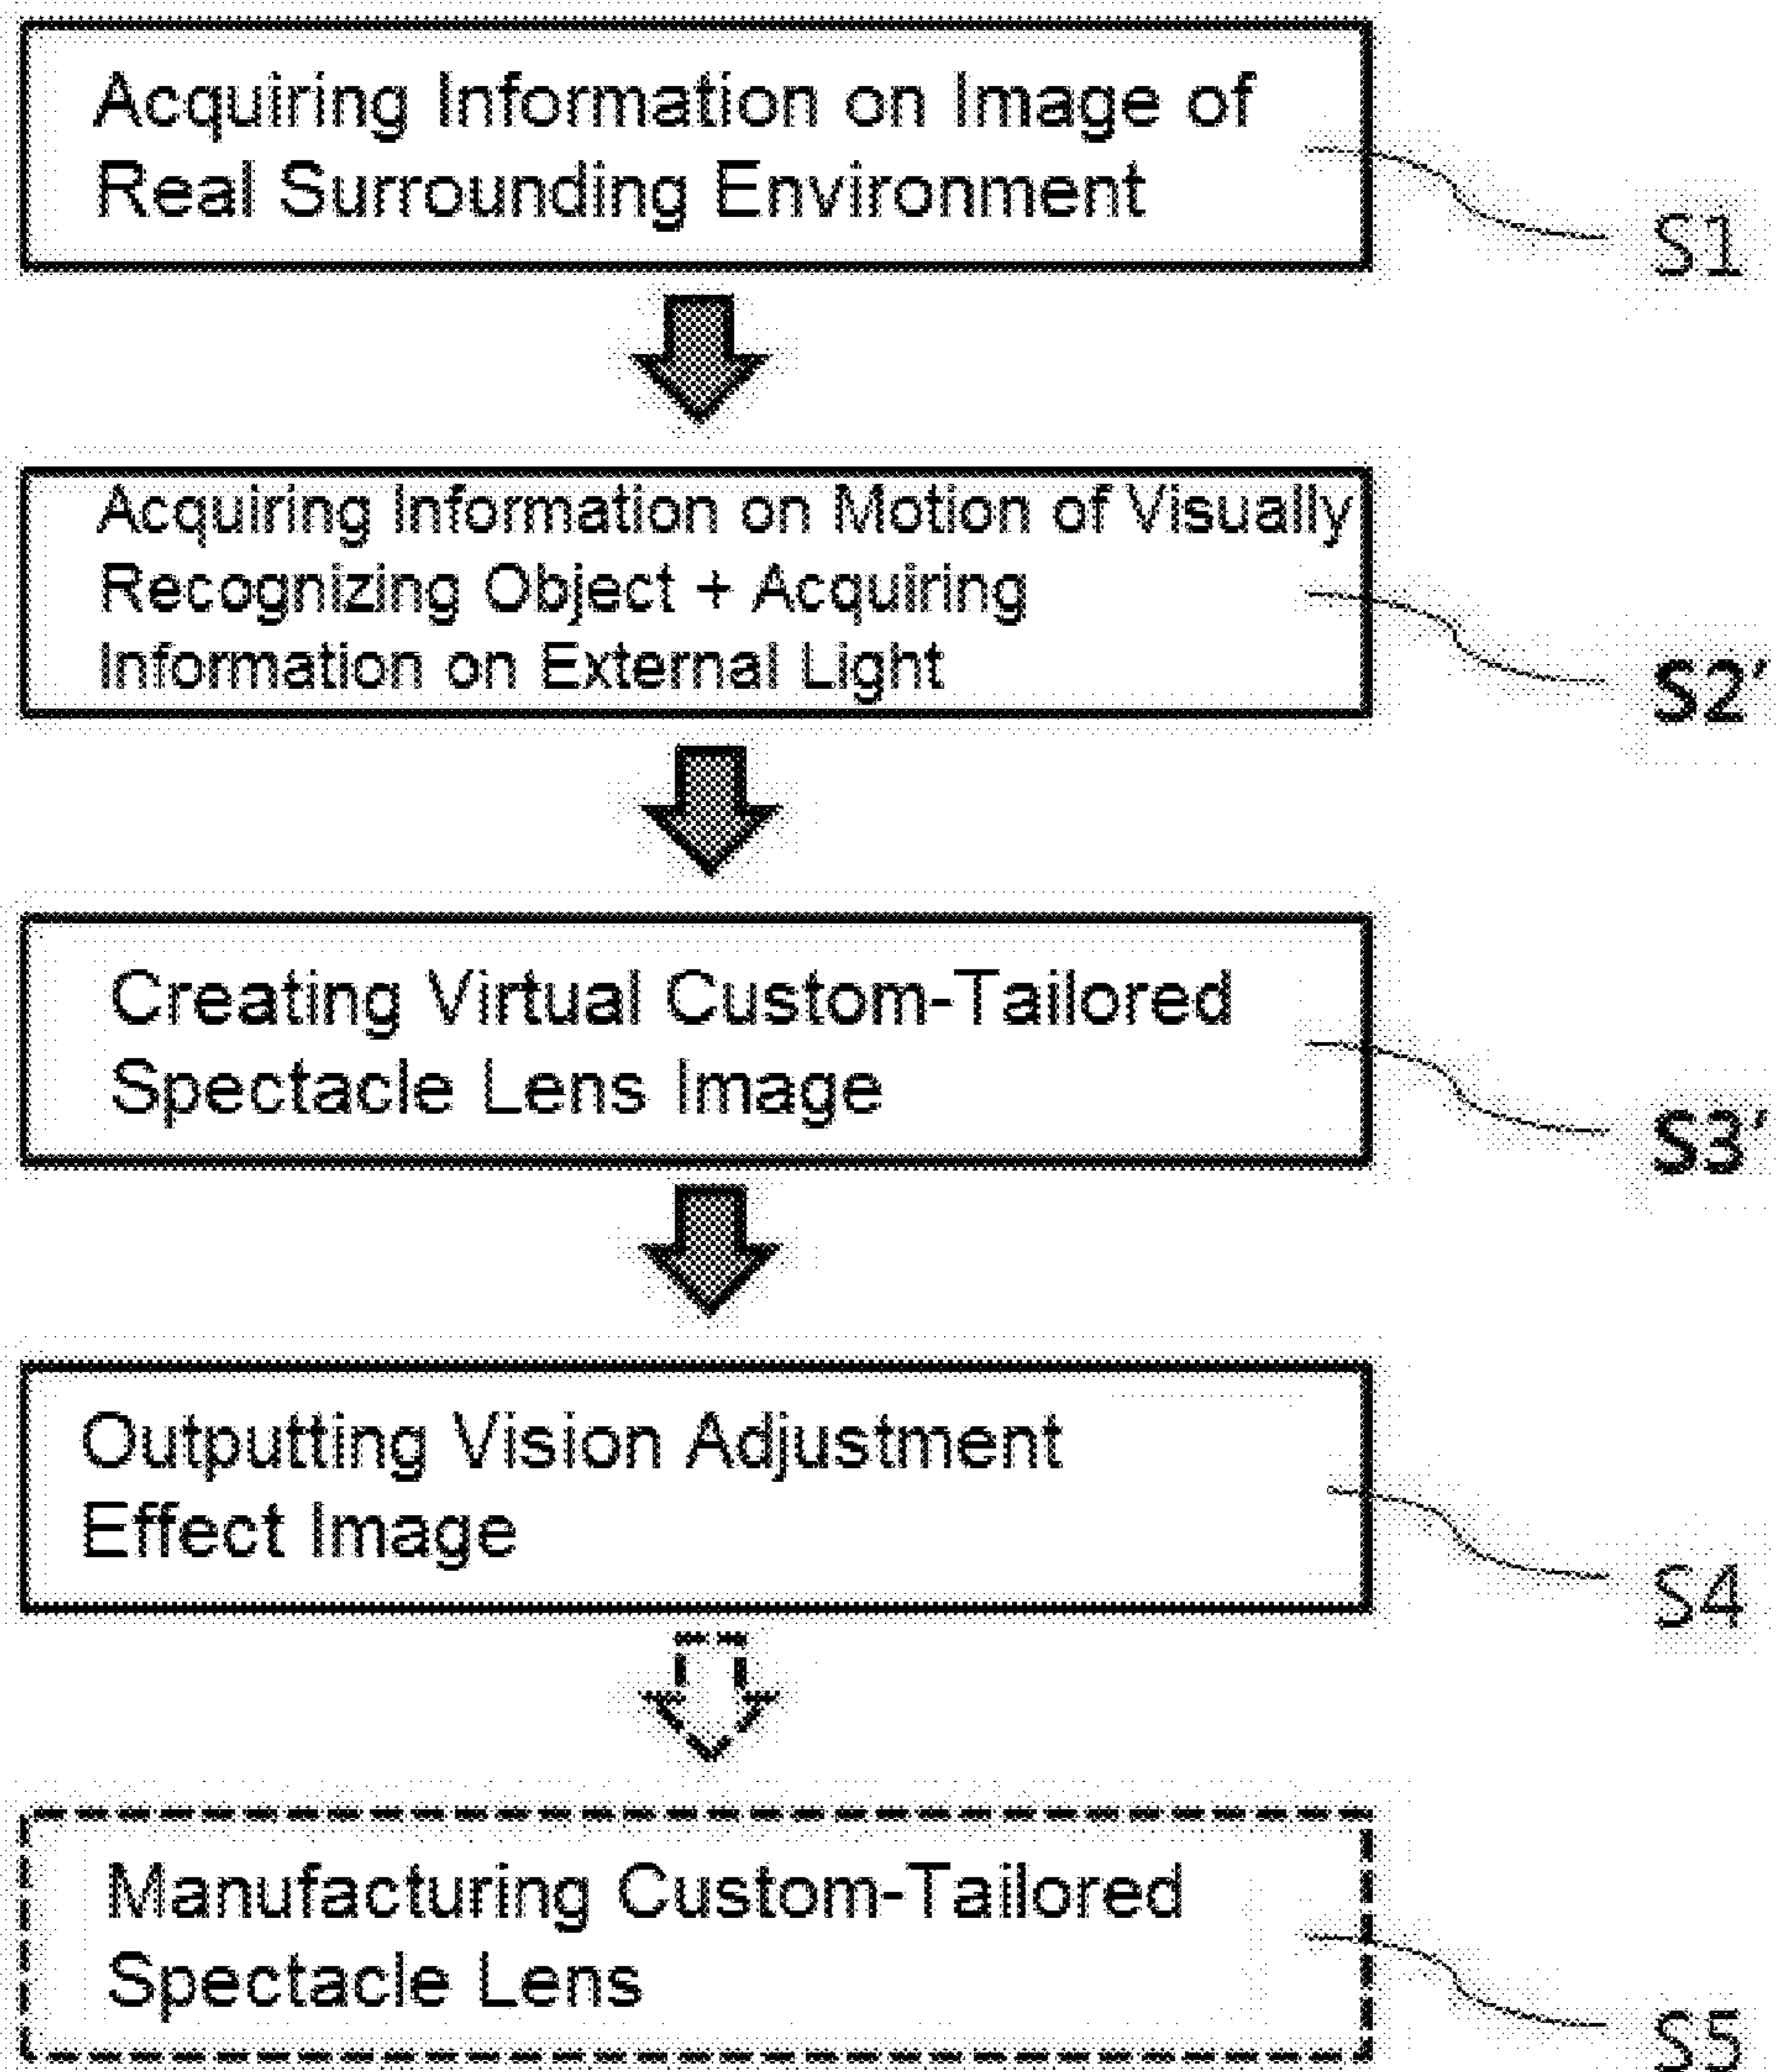 Acquiring Information on Image of
Real Surrounding Environment
S1
Acquiring Information on Motion of Visually
Recognizing Object + Acquiring
Information on External Light
S2'
Creating Virtual Custom-Tailored
Spectacle Lens Image
S3'
Outputting Vision Adjustment
Effect Image
S4
Manufacturing Custom-Tailored
Spectacle Lens
S5